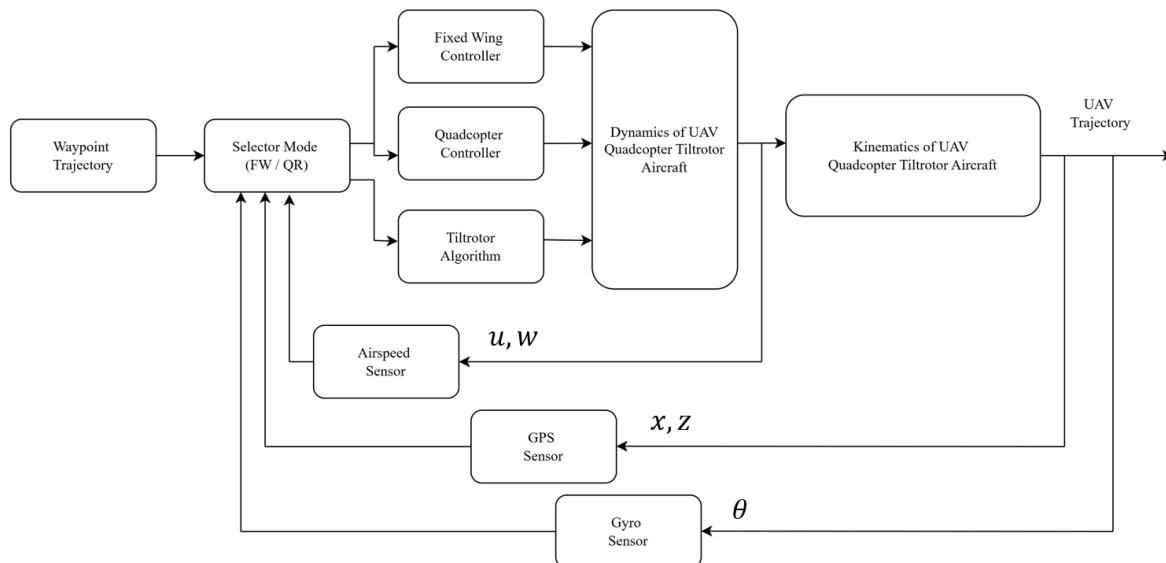 Waypoint
Trajectory
Selector Mode
(FW / QR)
Fixed Wing
Controller
Quadcopter
Controller
Tiltrotor
Algorithm
Dynamics of UAV
Quadcopter Tiltrotor
Aircraft
Kinematics of UAV
Quadcopter Tiltrotor Aircraft
UAV
Trajectory
Airspeed
Sensor
u, w
GPS
Sensor
x, z
Gyro
Sensor
θ